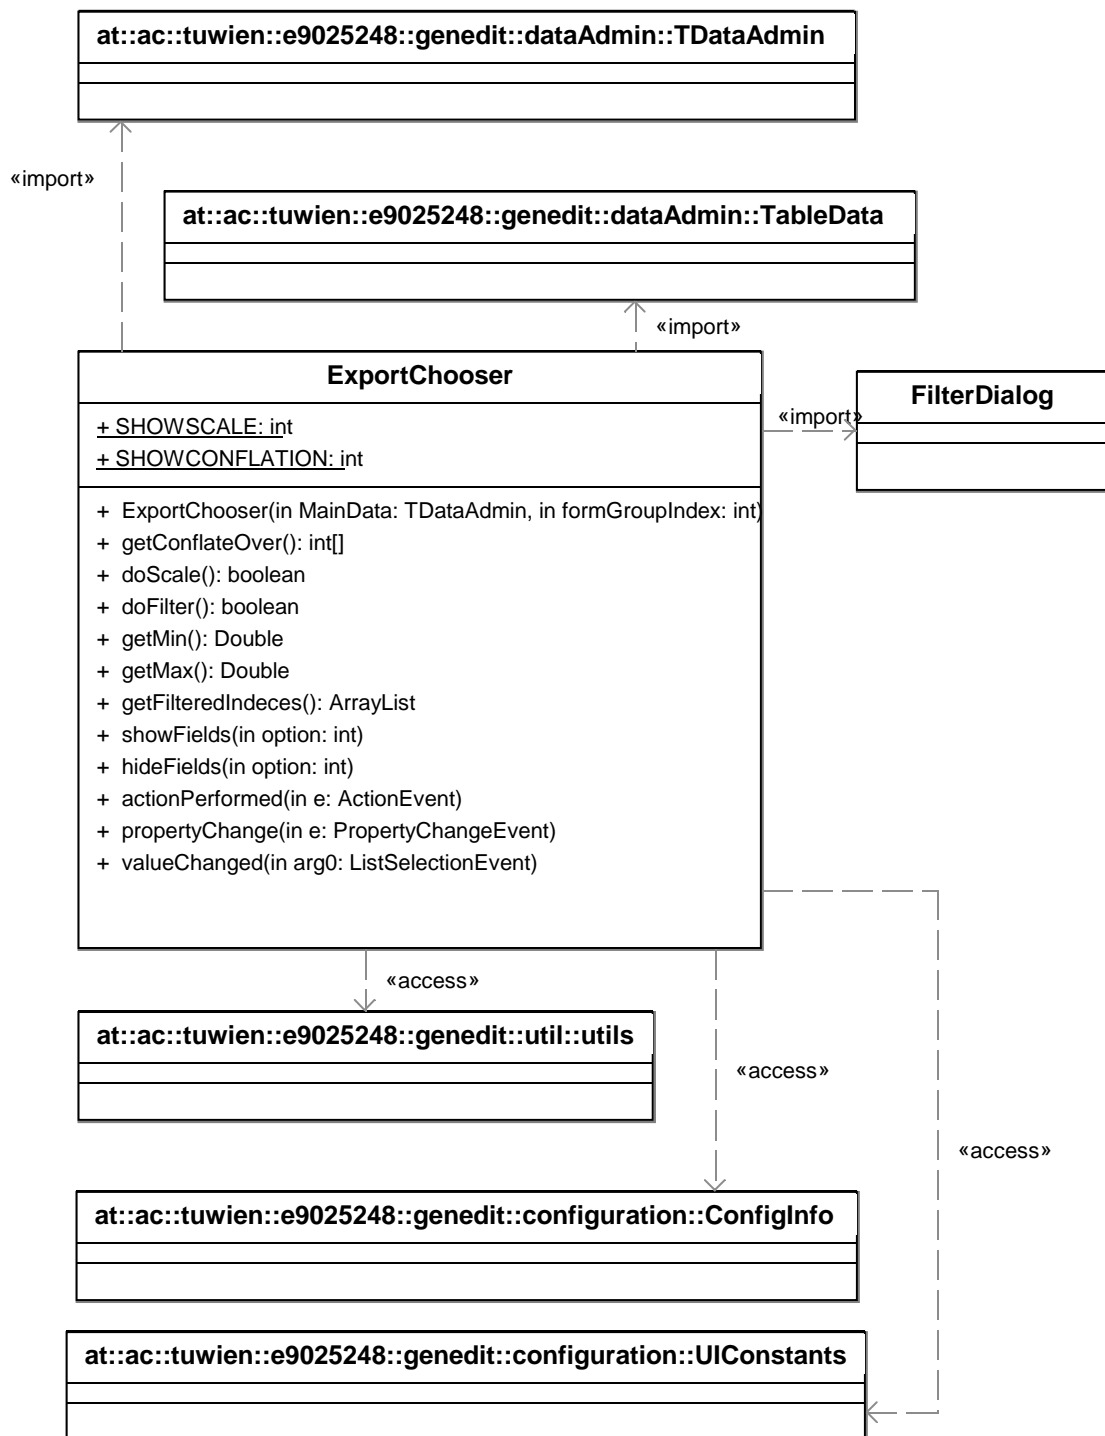 at::ac::tuwien::e9025248::genedit::dataAdmin::TDataAdmin
«import»
at::ac::tuwien::e9025248::genedit::dataAdmin::TableData
«import»
ExportChooser
FilterDialog
«import»
+ SHOWSCALE: int
+ SHOWCONFLATION: int
+ ExportChooser(in MainData: TDataAdmin, in formGroupIndex: int)
+ getConflateOver(): int[]
+ doScale(): boolean
+ doFilter(): boolean
+ getMin(): Double
+ getMax(): Double
+ getFilteredIndeces(): ArrayList
+ showFields(in option: int)
+ hideFields(in option: int)
+ actionPerformed(in e: ActionEvent)
+ propertyChange(in e: PropertyChangeEvent)
+ valueChanged(in arg0: ListSelectionEvent)
«access»
at::ac::tuwien::e9025248::genedit::util::utils
«access»
«access»
at::ac::tuwien::e9025248::genedit::configuration::ConfigInfo
at::ac::tuwien::e9025248::genedit::configuration::UIConstants